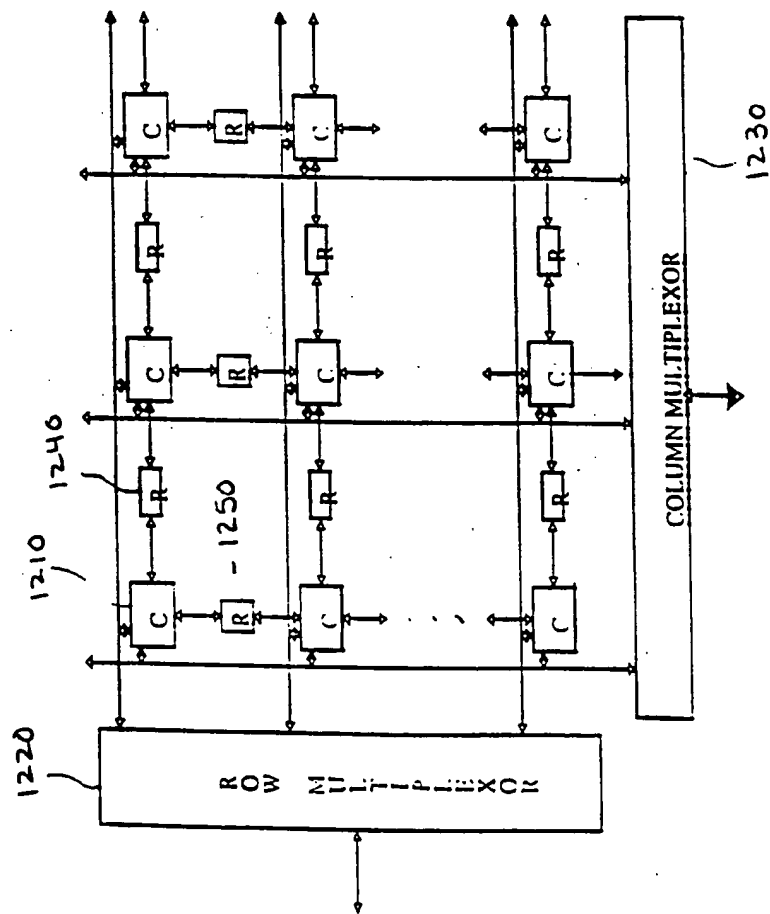 1220
1210
1240
ROW MULTIPLEXOR
C R C R C
R - 1250 R R
C R C R C
C R C R C
COLUMN MULTIPLEXOR
1230